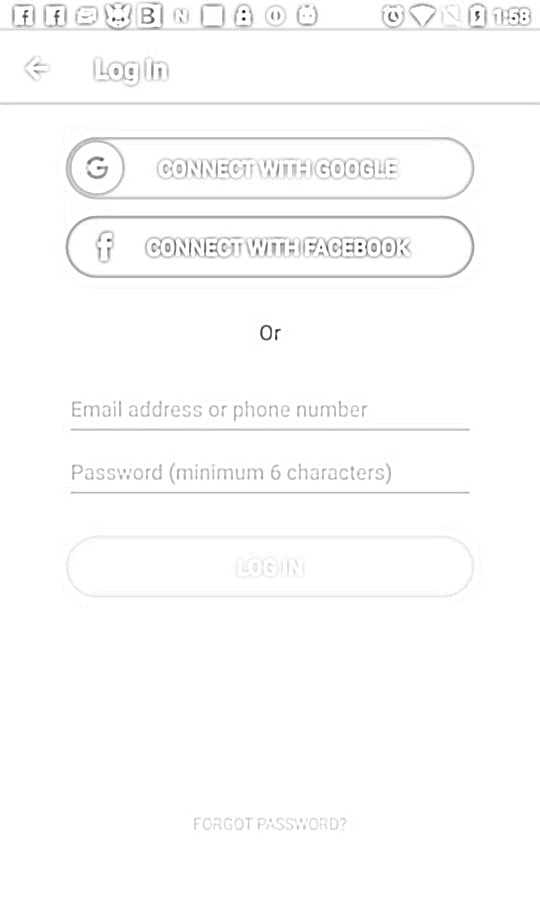 1:58
Log In
G CONNECT WITH GOOGLE
f CONNECT WITH FACEBOOK
Or
Email address or phone number
Password (minimum 6 characters)
LOG IN
FORGOT PASSWORD?